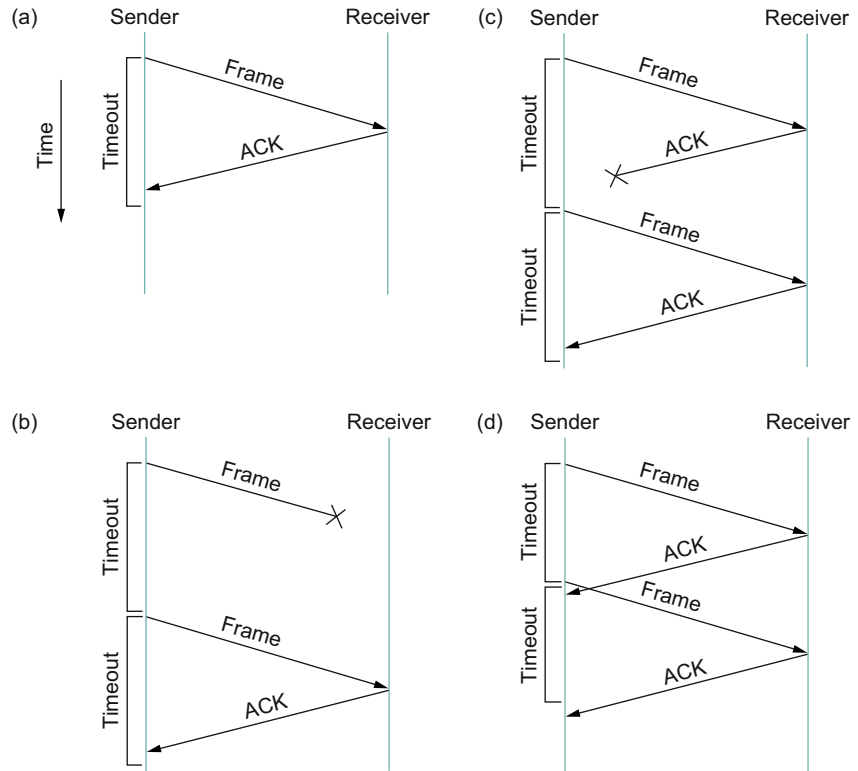 (a)
Sender
Receiver
Time
Timeout
Frame
ACK
(c)
Sender
Receiver
Timeout
Frame
ACK
Timeout
Frame
ACK
(b)
Sender
Receiver
Timeout
Frame
Timeout
Frame
ACK
(d)
Sender
Receiver
Timeout
Frame
ACK
Timeout
Frame
ACK